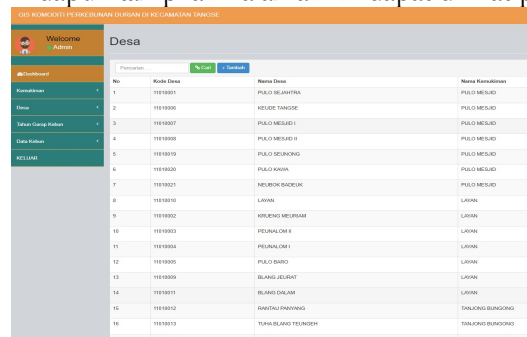 GIS KOMODITI PERKEBUNAN DURIAN DI KECAMATAN TANGSE
Welcome
Admin
Dashboard
Kemukiman
Desa
Tahun Garap Kebun
Data Kebun
KELUAR
Desa
Pencarian.... Cari + Tambah
No Kode Desa Nama Desa Nama Kemukiman
1 11010001 PULO SEJAHTRA PULO MESJID
2 11010006 KEUDE TANGSE PULO MESJID
3 11010007 PULO MESJID I PULO MESJID
4 11010008 PULO MESJID II PULO MESJID
5 11010019 PULO SEUNONG PULO MESJID
6 11010020 PULO KAWA PULO MESJID
7 11010021 NEUBOK BADEUK PULO MESJID
8 11010010 LAYAN LAYAN
9 11010002 KRUENG MEURIAM LAYAN
10 11010003 PEUNALOM II LAYAN
11 11010004 PEUNALOM I LAYAN
12 11010005 PULO BARO LAYAN
13 11010009 BLANG JEURAT LAYAN
14 11010011 BLANG DALAM LAYAN
15 11010012 RANTAU PANYANG TANJONG BUNGONG
16 11010013 TUHA BLANG TEUNGEH TANJONG BUNGONG